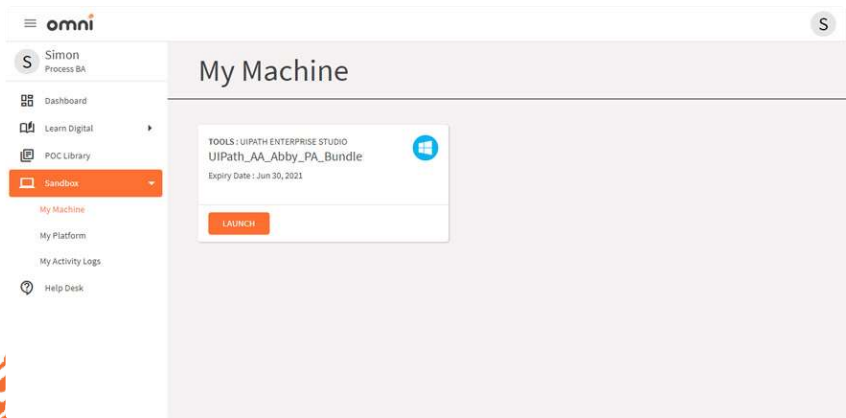 omni
S
S
Simon
Process BA
Dashboard
Learn Digital
POC Library
Sandbox
My Machine
My Platform
My Activity Logs
Help Desk
My Machine
TOOLS : UIPATH ENTERPRISE STUDIO
UIPath_AA_Abby_PA_Bundle
Expiry Date : Jun 30, 2021
LAUNCH